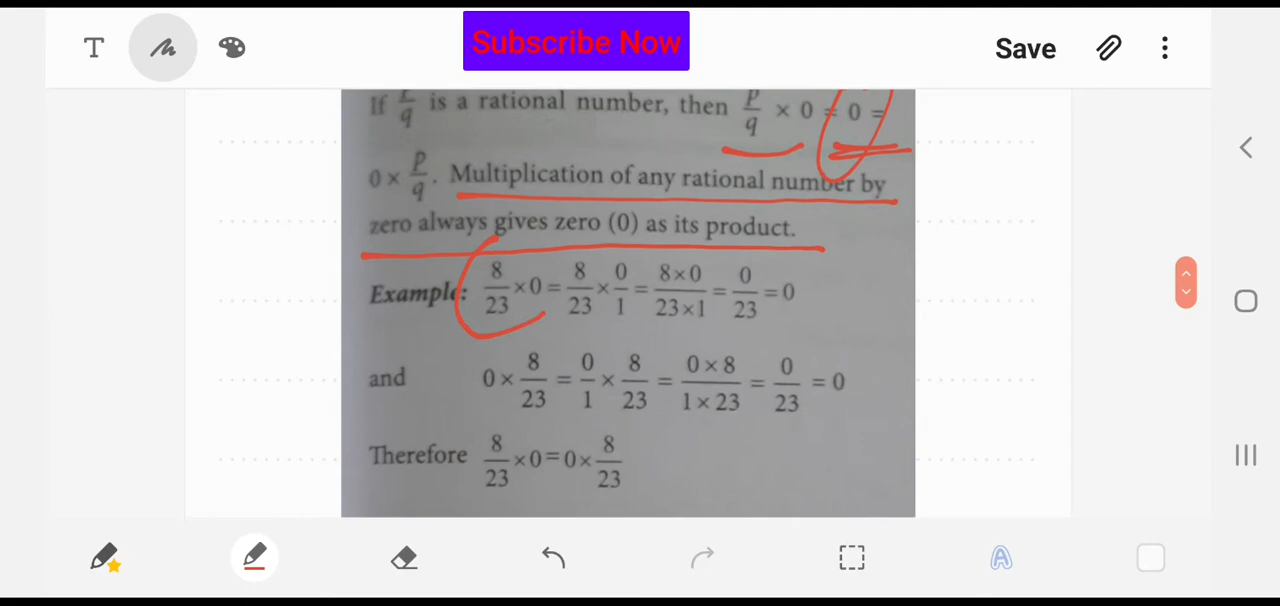 Subscribe Now
T
Save
If p/q is a rational number, then p/q × 0 = 0 =
0 × p/q. Multiplication of any rational number by
zero always gives zero (0) as its product.
Example: 8/23 × 0 = 8/23 × 0/1 = 8×0/23×1 = 0/23 = 0
and 0 × 8/23 = 0/1 × 8/23 = 0 × 8/1 × 23 = 0/23 = 0
Therefore 8/23 × 0 = 0 × 8/23
A